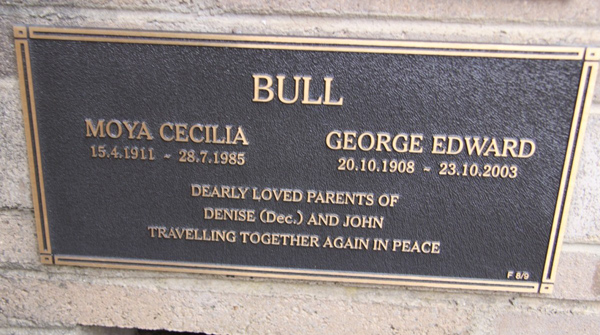 BULL
MOYA CECILIA
15.4.1911 ~ 28.7.1985
GEORGE EDWARD
20.10.1908 ~ 23.10.2003
DEARLY LOVED PARENTS OF
DENISE (Dec.) AND JOHN
TRAVELLING TOGETHER AGAIN IN PEACE
F 8/9